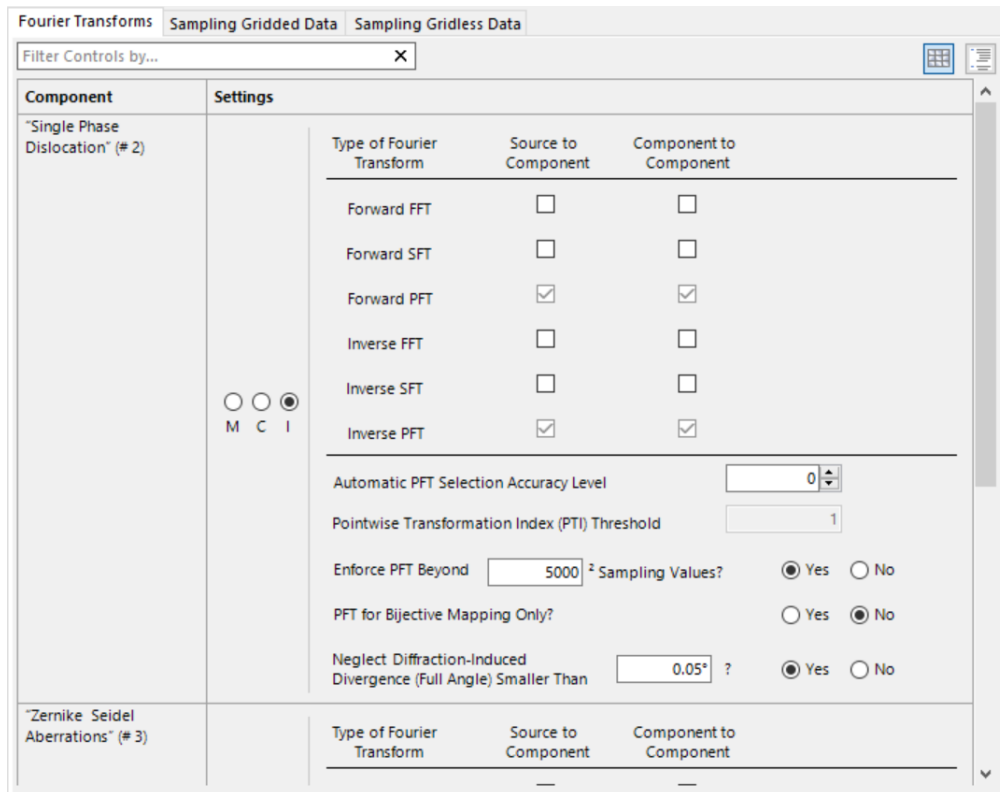 Fourier Transforms Sampling Gridded Data Sampling Gridless Data
Filter Controls by...
Component Settings
"Single Phase
Dislocation" (# 2)
Type of Fourier
Transform
Source to
Component
Component to
Component
Forward FFT
Forward SFT
Forward PFT
Inverse FFT
Inverse SFT
Inverse PFT
M C I
Automatic PFT Selection Accuracy Level 0
Pointwise Transformation Index (PTI) Threshold 1
Enforce PFT Beyond 5000 ² Sampling Values? Yes No
PFT for Bijective Mapping Only? Yes No
Neglect Diffraction-Induced
Divergence (Full Angle) Smaller Than 0.05° ? Yes No
"Zernike Seidel
Aberrations" (# 3)
Type of Fourier
Transform
Source to
Component
Component to
Component